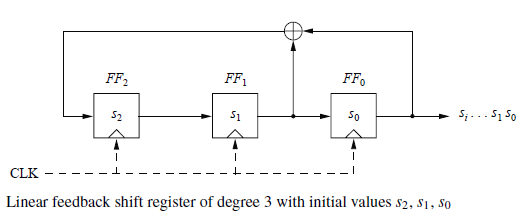 FF₂ FF₁ FF₀
s₂ s₁ s₀ sᵢ . . . s₁ s₀
CLK
Linear feedback shift register of degree 3 with initial values s₂, s₁, s₀